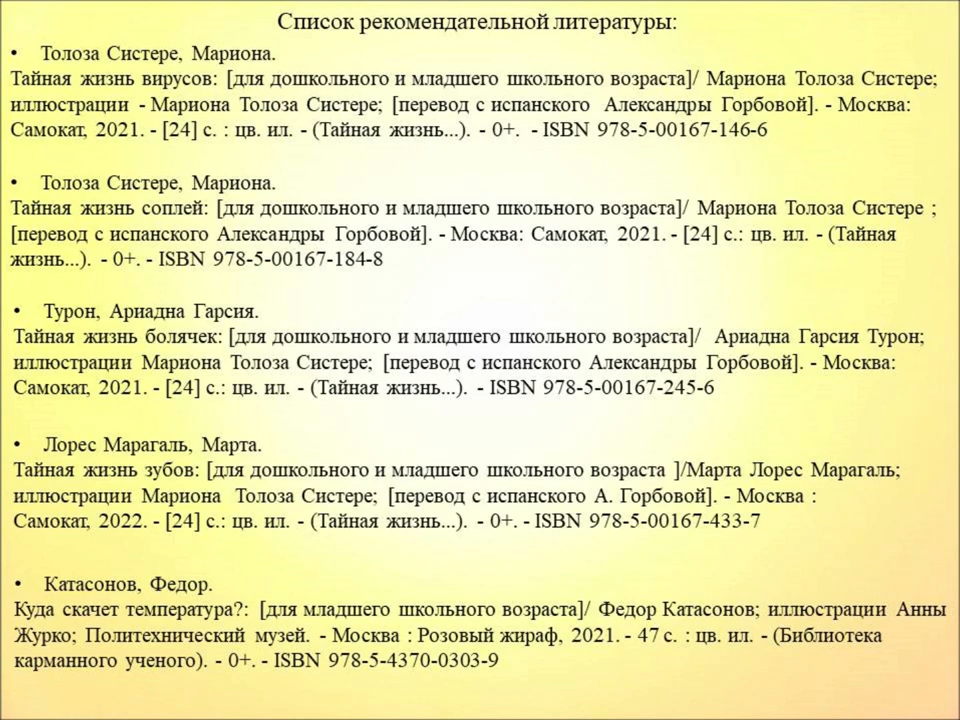 Список рекомендательной литературы:
• Толоза Систере, Мариона.
Тайная жизнь вирусов: [для дошкольного и младшего школьного возраста]/ Мариона Толоза Систере;
иллюстрации - Мариона Толоза Систере; [перевод с испанского Александры Горбовой]. - Москва:
Самокат, 2021. - [24] с. : цв. ил. - (Тайная жизнь...). - 0+. - ISBN 978-5-00167-146-6
• Толоза Систере, Мариона.
Тайная жизнь соплей: [для дошкольного и младшего школьного возраста]/ Мариона Толоза Систере ;
[перевод с испанского Александры Горбовой]. - Москва: Самокат, 2021. - [24] с.: цв. ил. - (Тайная
жизнь...). - 0+. - ISBN 978-5-00167-184-8
• Турон, Ариадна Гарсия.
Тайная жизнь болячек: [для дошкольного и младшего школьного возраста]/ Ариадна Гарсия Турон;
иллюстрации Мариона Толоза Систере; [перевод с испанского Александры Горбовой]. - Москва:
Самокат, 2021. - [24] с.: цв. ил. - (Тайная жизнь...). - ISBN 978-5-00167-245-6
• Лорес Марагаль, Марта.
Тайная жизнь зубов: [для дошкольного и младшего школьного возраста ]/Марта Лорес Марагаль;
иллюстрации Мариона Толоза Систере; [перевод с испанского А. Горбовой]. - Москва :
Самокат, 2022. - [24] с.: цв. ил. - (Тайная жизнь...). - 0+. - ISBN 978-5-00167-433-7
• Катасонов, Федор.
Куда скачет температура?: [для младшего школьного возраста]/ Федор Катасонов; иллюстрации Анны
Журко; Политехнический музей. - Москва : Розовый жираф, 2021. - 47 с. : цв. ил. - (Библиотека
карманного ученого). - 0+. - ISBN 978-5-4370-0303-9